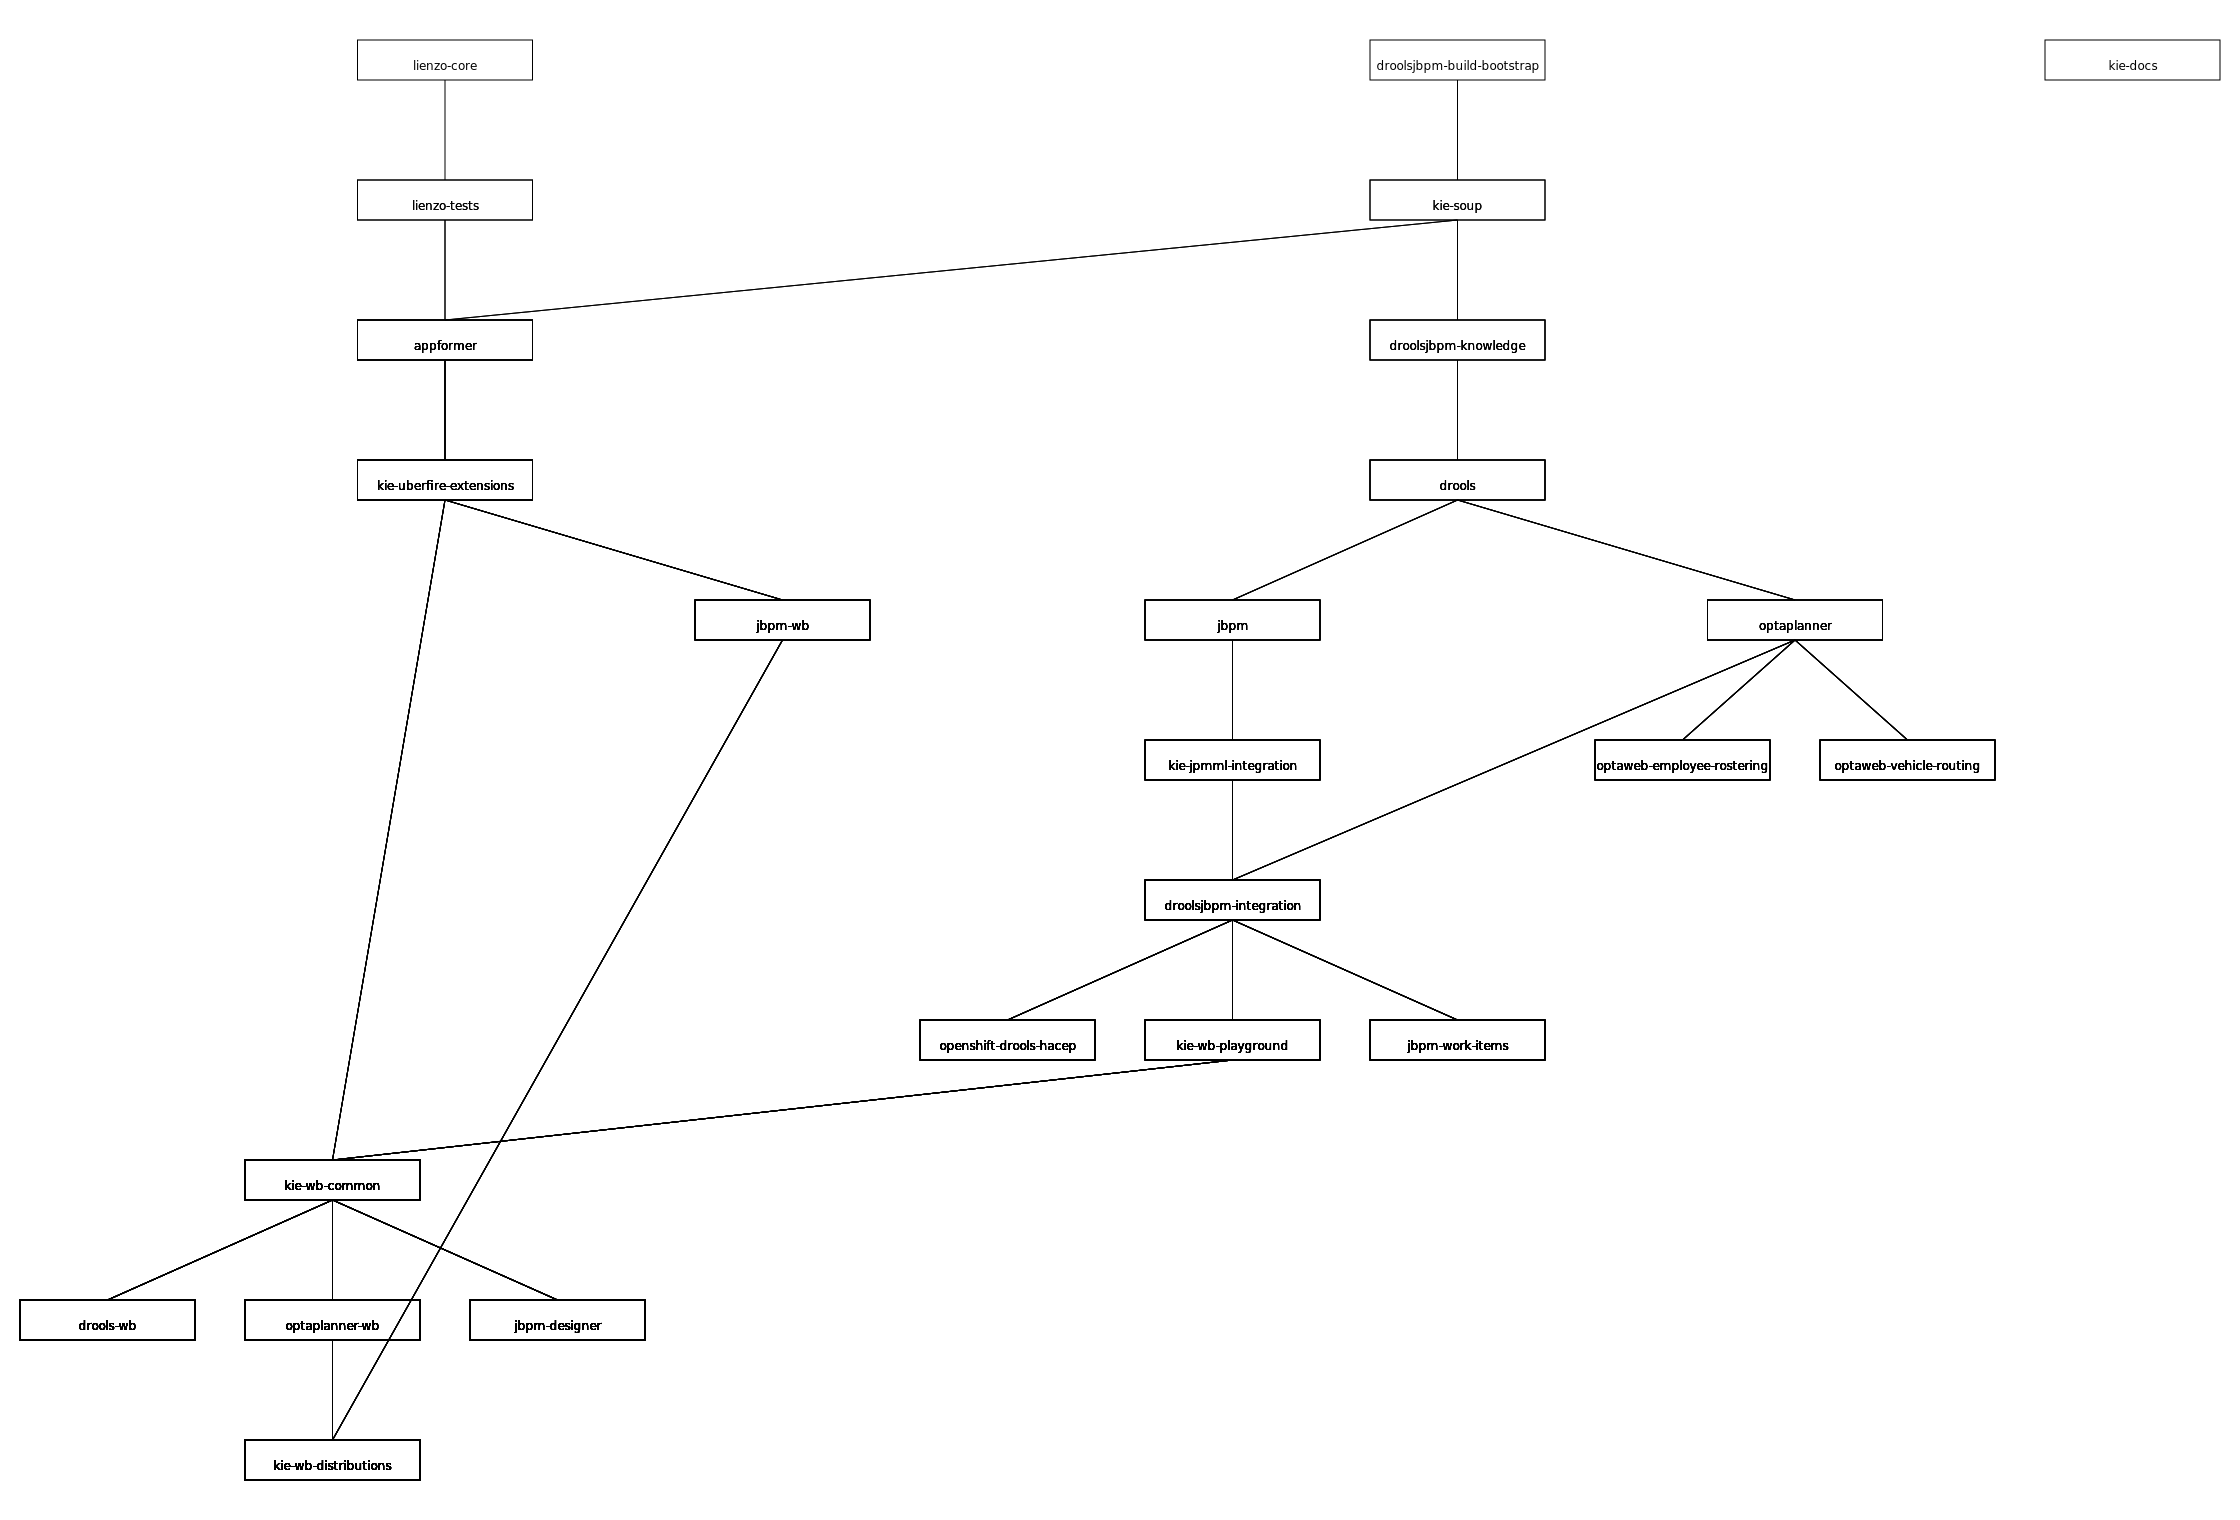 lienzo-core
droolsjbpm-build-bootstrap
kie-docs
lienzo-tests
kie-soup
appformer
droolsjbpm-knowledge
kie-uberfire-extensions
drools
jbpm-wb
jbpm
optaplanner
kie-jpmml-integration
optaweb-employee-rostering
optaweb-vehicle-routing
droolsjbpm-integration
openshift-drools-hacep
kie-wb-playground
jbpm-work-items
kie-wb-common
drools-wb
optaplanner-wb
jbpm-designer
kie-wb-distributions